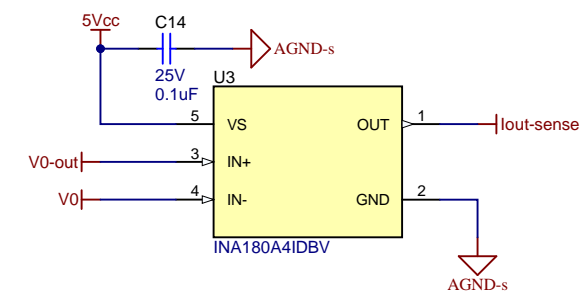 5Vcc
C14
AGND-s
25V
0.1uF
U3
5 VS OUT 1 Iout-sense
V0-out 3 IN+
V0 4 IN- GND 2
INA180A4IDBV
AGND-s